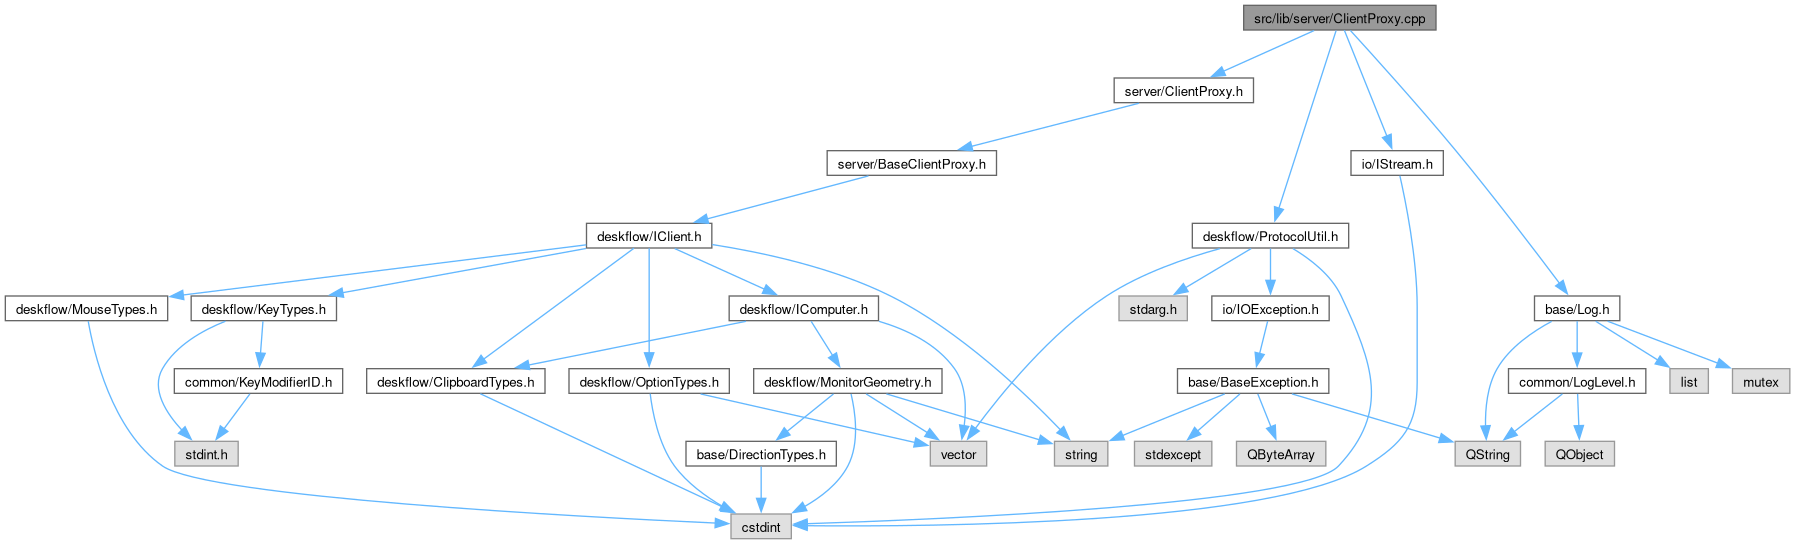 src/lib/server/ClientProxy.cpp
server/ClientProxy.h
server/BaseClientProxy.h
io/IStream.h
deskflow/IClient.h
deskflow/ProtocolUtil.h
deskflow/MouseTypes.h
deskflow/KeyTypes.h
deskflow/IComputer.h
stdarg.h
io/IOException.h
base/Log.h
common/KeyModifierID.h
deskflow/ClipboardTypes.h
deskflow/OptionTypes.h
deskflow/MonitorGeometry.h
base/BaseException.h
common/LogLevel.h
list
mutex
stdint.h
base/DirectionTypes.h
vector
string
stdexcept
QByteArray
QString
QObject
cstdint